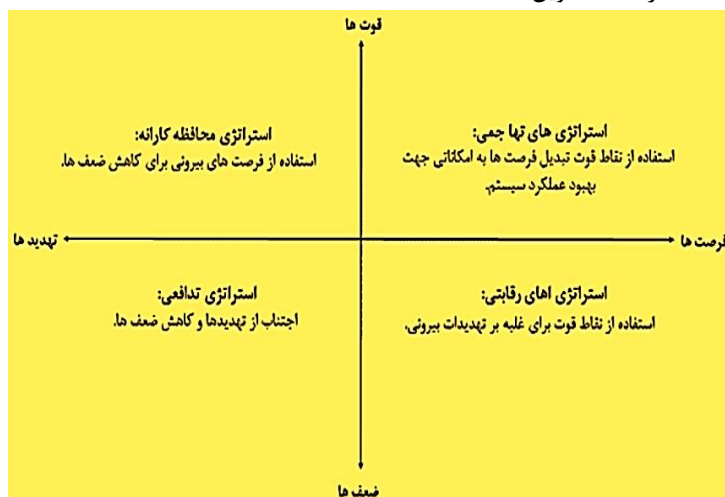 قوت ها
استراتژی های تها جمی:
استفاده از نقاط قوت تبدیل فرصت ها به امکاناتی جهت
بهبود عملکرد سیستم.
استراتژی محافظه کارانه:
استفاده از فرصت های بیرونی برای کاهش ضعف ها.
فرصت ها
تهدید ها
استراتژی اهای رقابتی:
استفاده از نقاط قوت برای غلبه بر تهدیدات بیرونی.
استراتژی تدافعی:
اجتناب از تهدیدها و کاهش ضعف ها.
ضعف ها